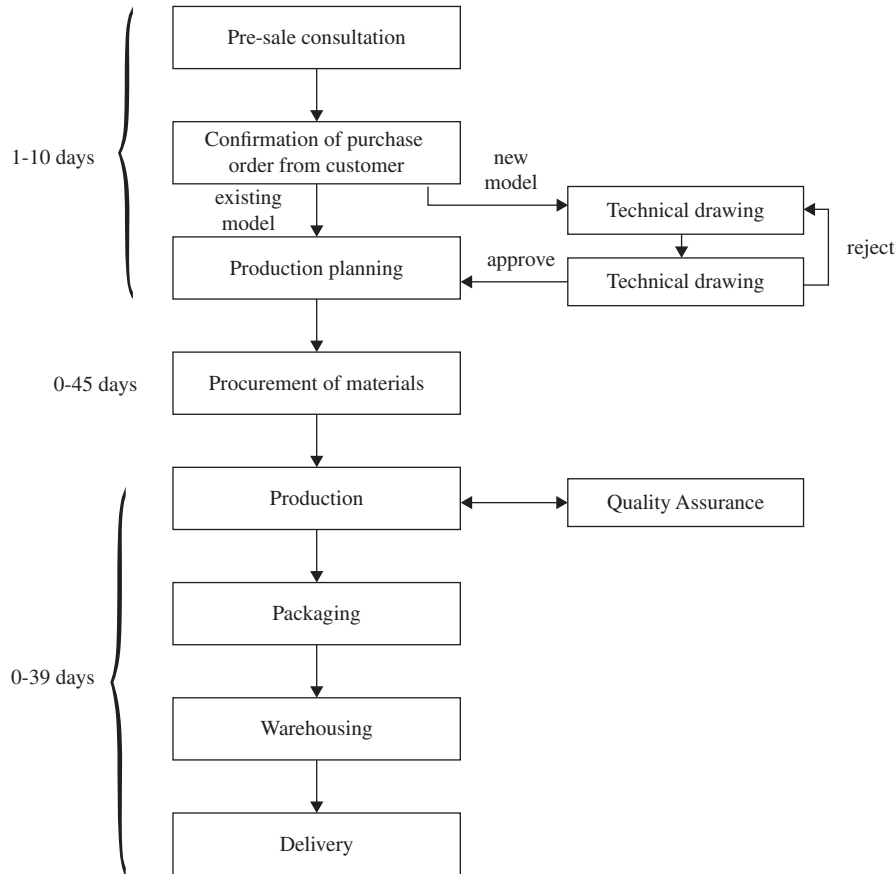 Pre-sale consultation
1-10 days
Confirmation of purchase
order from customer
new
model
existing
model
Technical drawing
reject
Production planning
approve
Technical drawing
0-45 days
Procurement of materials
Production
Quality Assurance
Packaging
0-39 days
Warehousing
Delivery